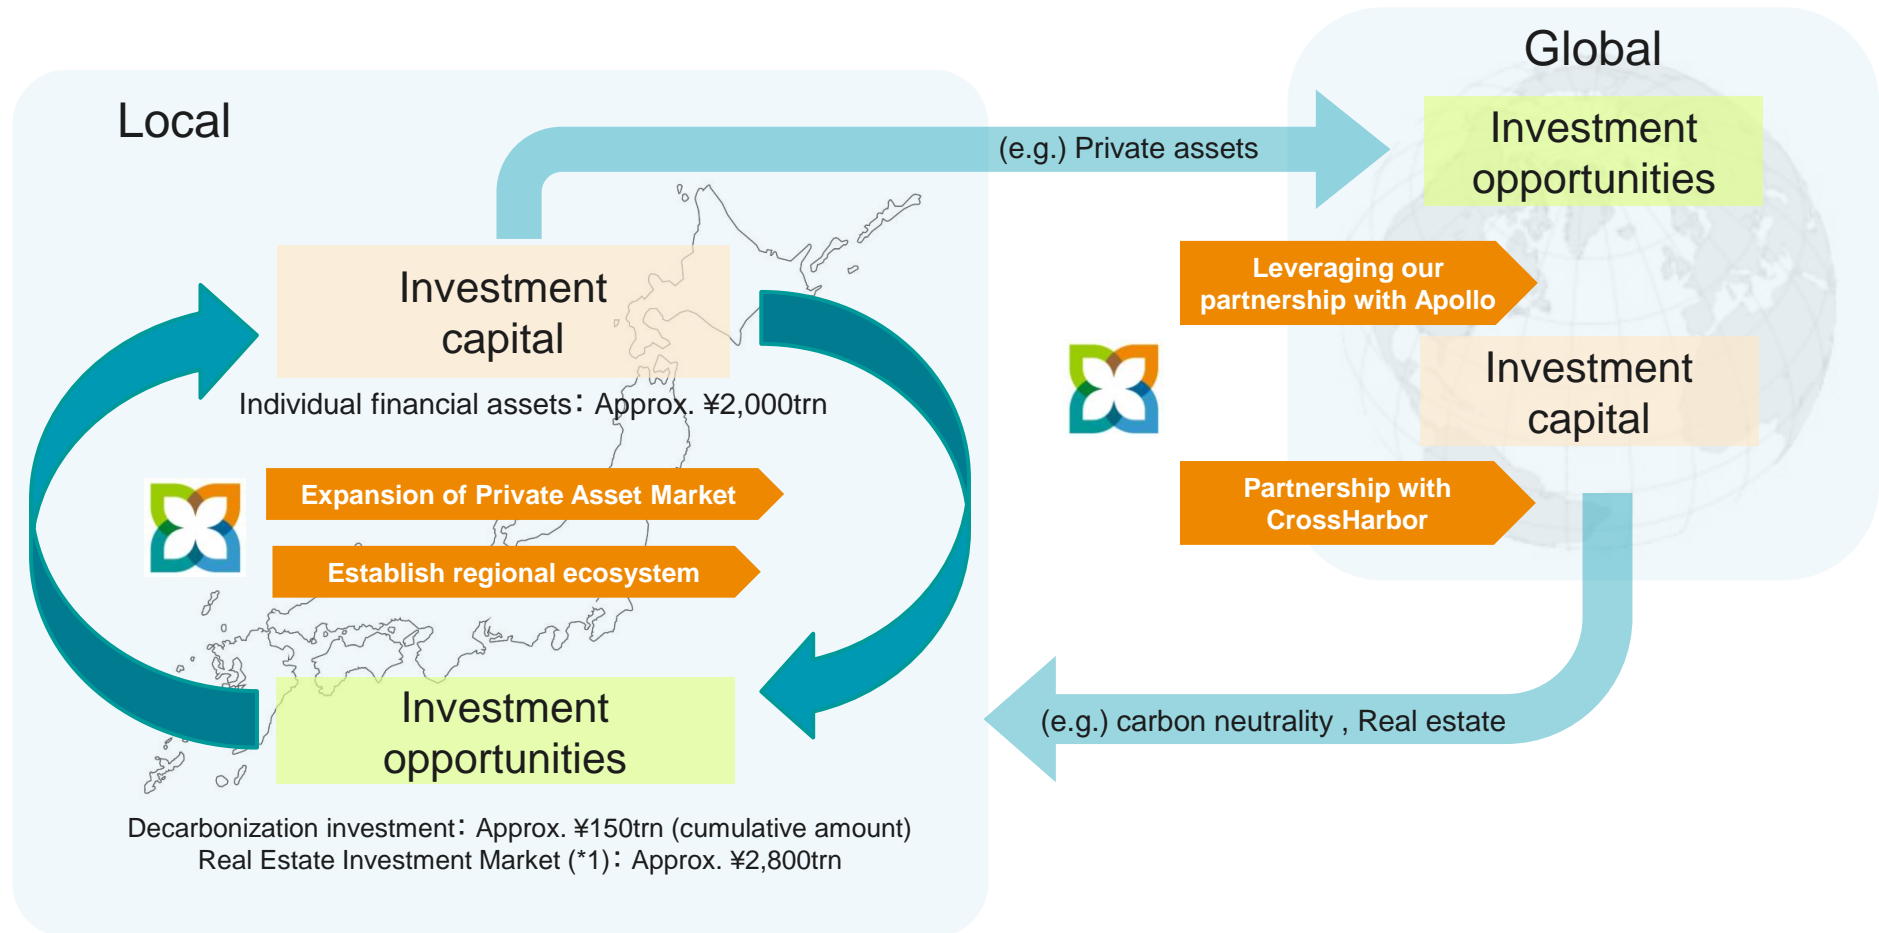 Local
Investment
capital
Individual financial assets：Approx. ¥2,000trn
Expansion of Private Asset Market
Establish regional ecosystem
Investment
opportunities
Decarbonization investment：Approx. ¥150trn (cumulative amount)
Real Estate Investment Market (*1)：Approx. ¥2,800trn
(e.g.) Private assets
Global
Investment
opportunities
Leveraging our
partnership with Apollo
Investment
capital
Partnership with
CrossHarbor
(e.g.) carbon neutrality , Real estate